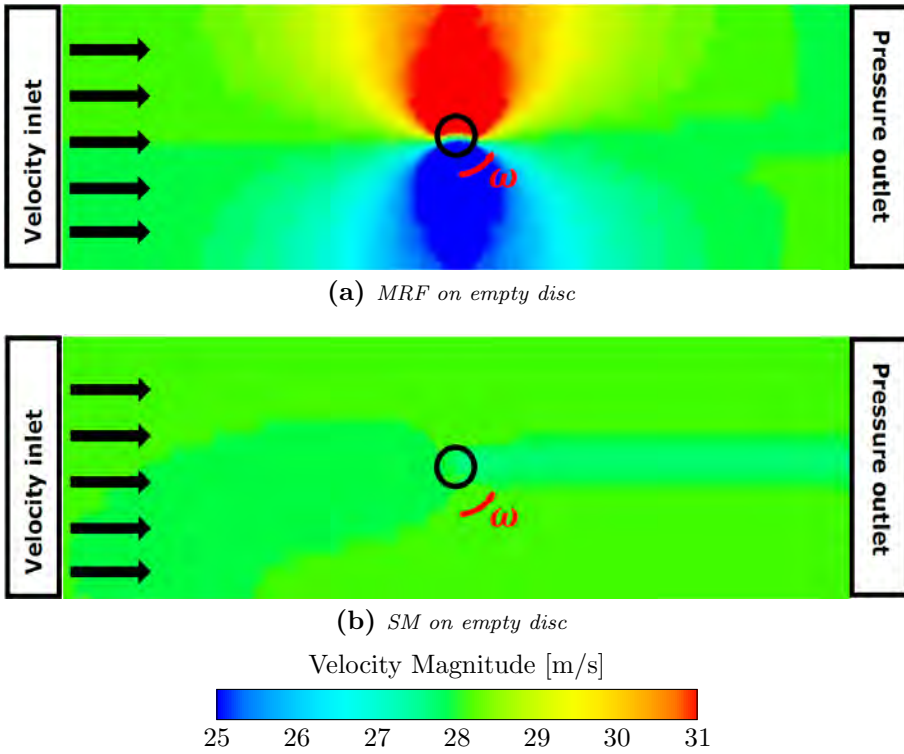 Velocity inlet
Pressure outlet
ω
(a) MRF on empty disc
Velocity inlet
Pressure outlet
ω
(b) SM on empty disc
Velocity Magnitude [m/s]
25 26 27 28 29 30 31